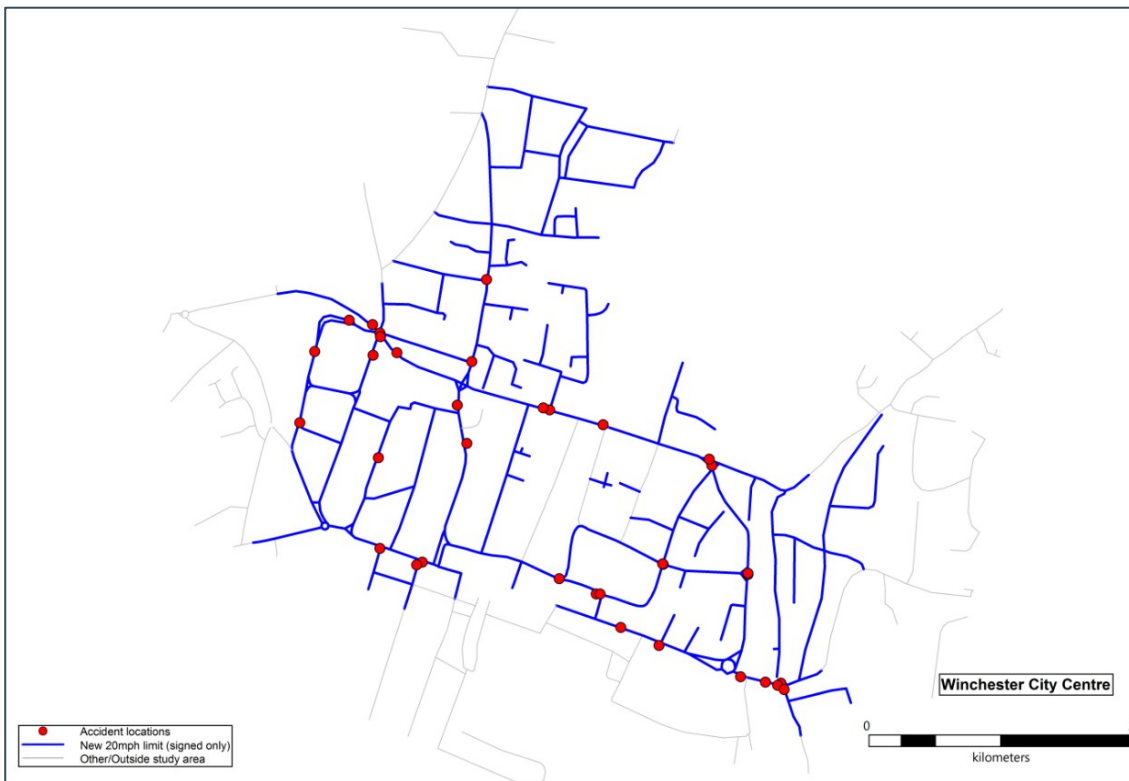 Winchester City Centre
0
kilometers
Accident locations
New 20mph limit (signed only)
Other/Outside study area